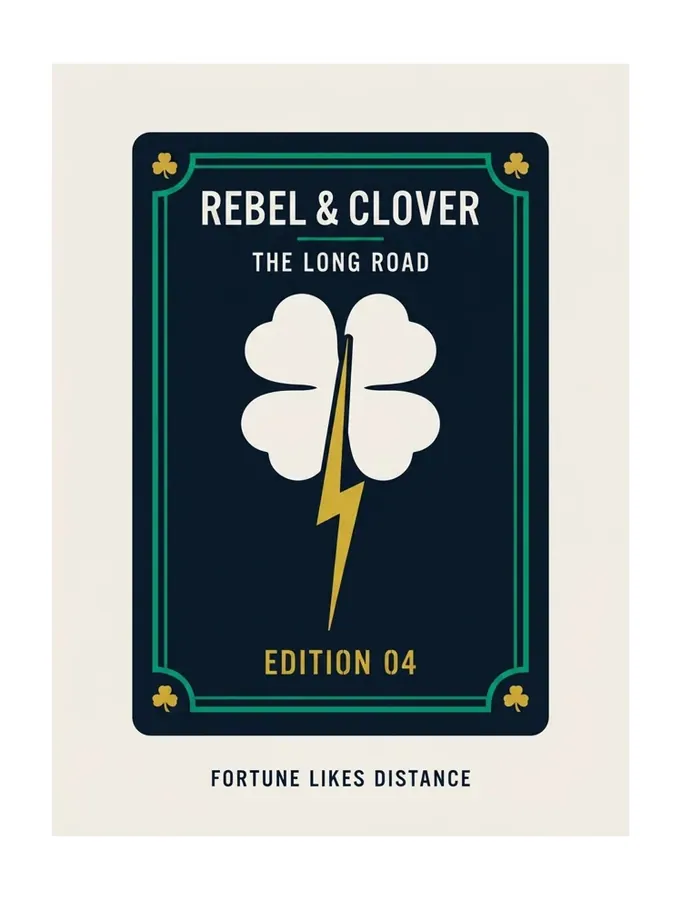 REBEL & CLOVER
THE LONG ROAD
EDITION 04
FORTUNE LIKES DISTANCE